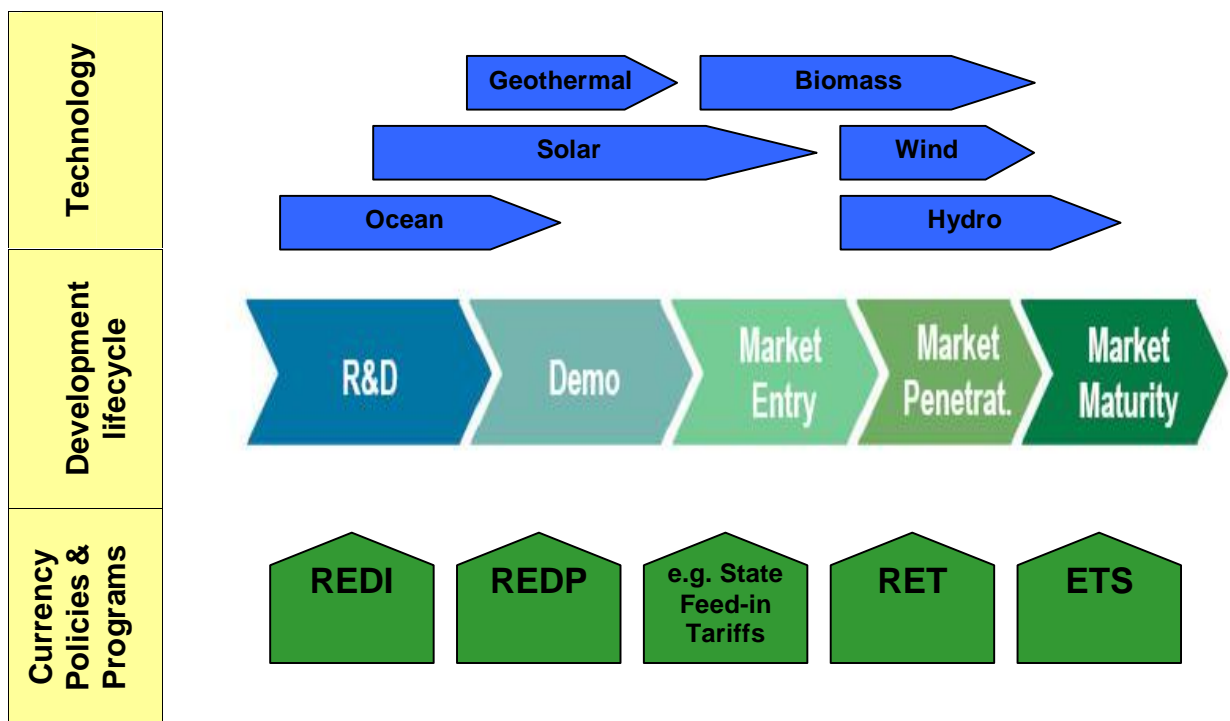 Technology
Geothermal
Biomass
Solar
Wind
Ocean
Hydro
Development
lifecycle
R&D
Demo
Market
Entry
Market
Penetrat.
Market
Maturity
Currency
Policies &
Programs
REDI
REDP
e.g. State
Feed-in
Tariffs
RET
ETS